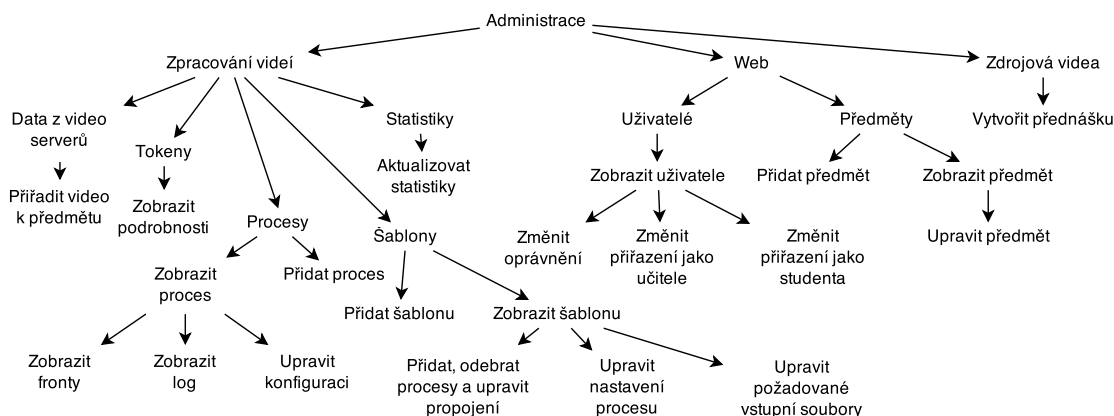 Administrace
Zpracování videí
Web
Zdrojová videa
Data z video
serverů
Tokeny
Statistiky
Uživatelé
Předměty
Vytvořit přednášku
Přiřadit video
k předmětu
Zobrazit
podrobnosti
Aktualizovat
statistiky
Zobrazit uživatele
Přidat předmět
Zobrazit předmět
Procesy
Šablony
Změnit
oprávnění
Změnit
přiřazení jako
učitele
Změnit
přiřazení jako
studenta
Upravit předmět
Zobrazit
proces
Přidat proces
Přidat šablonu
Zobrazit šablonu
Zobrazit
fronty
Zobrazit
log
Upravit
konfiguraci
Přidat, odebrat
procesy a upravit
propojení
Upravit
nastavení
procesu
Upravit
požadované
vstupní soubory